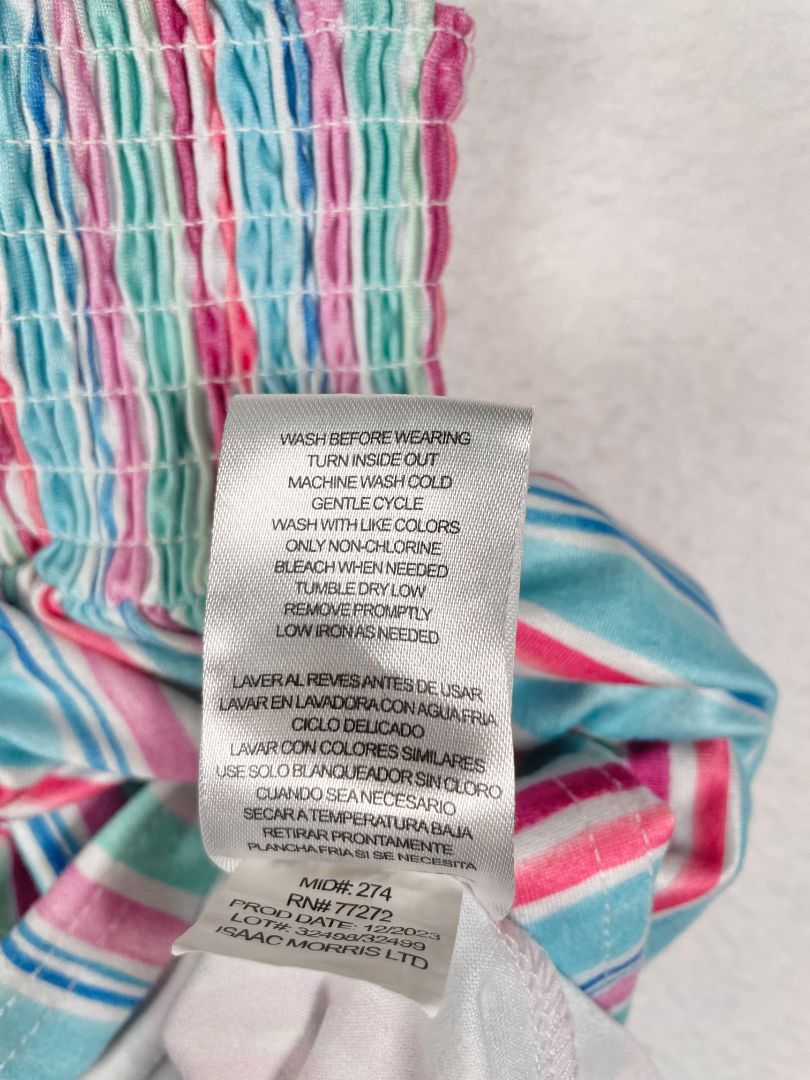 WASH BEFORE WEARING
TURN INSIDE OUT
MACHINE WASH COLD
GENTLE CYCLE
WASH WITH LIKE COLORS
ONLY NON-CHLORINE
BLEACH WHEN NEEDED
TUMBLE DRY LOW
REMOVE PROMPTLY
LOW IRON AS NEEDED
LAVER AL REVES ANTES DE USAR
LAVAR EN LAVADORA CON AGUA FRIA
CICLO DELICADO
LAVAR CON COLORES SIMILARES
USE SOLO BLANQUEADOR SIN CLORO
CUANDO SEA NECESARIO
SECAR A TEMPERATURA BAJA
RETIRAR PRONTAMENTE
PLANCHA FRIA SI SE NECESITA
MID#: 274
RN# 77272
PROD DATE: 12/2023
LOT#: 32498/32499
ISAAC MORRIS LTD